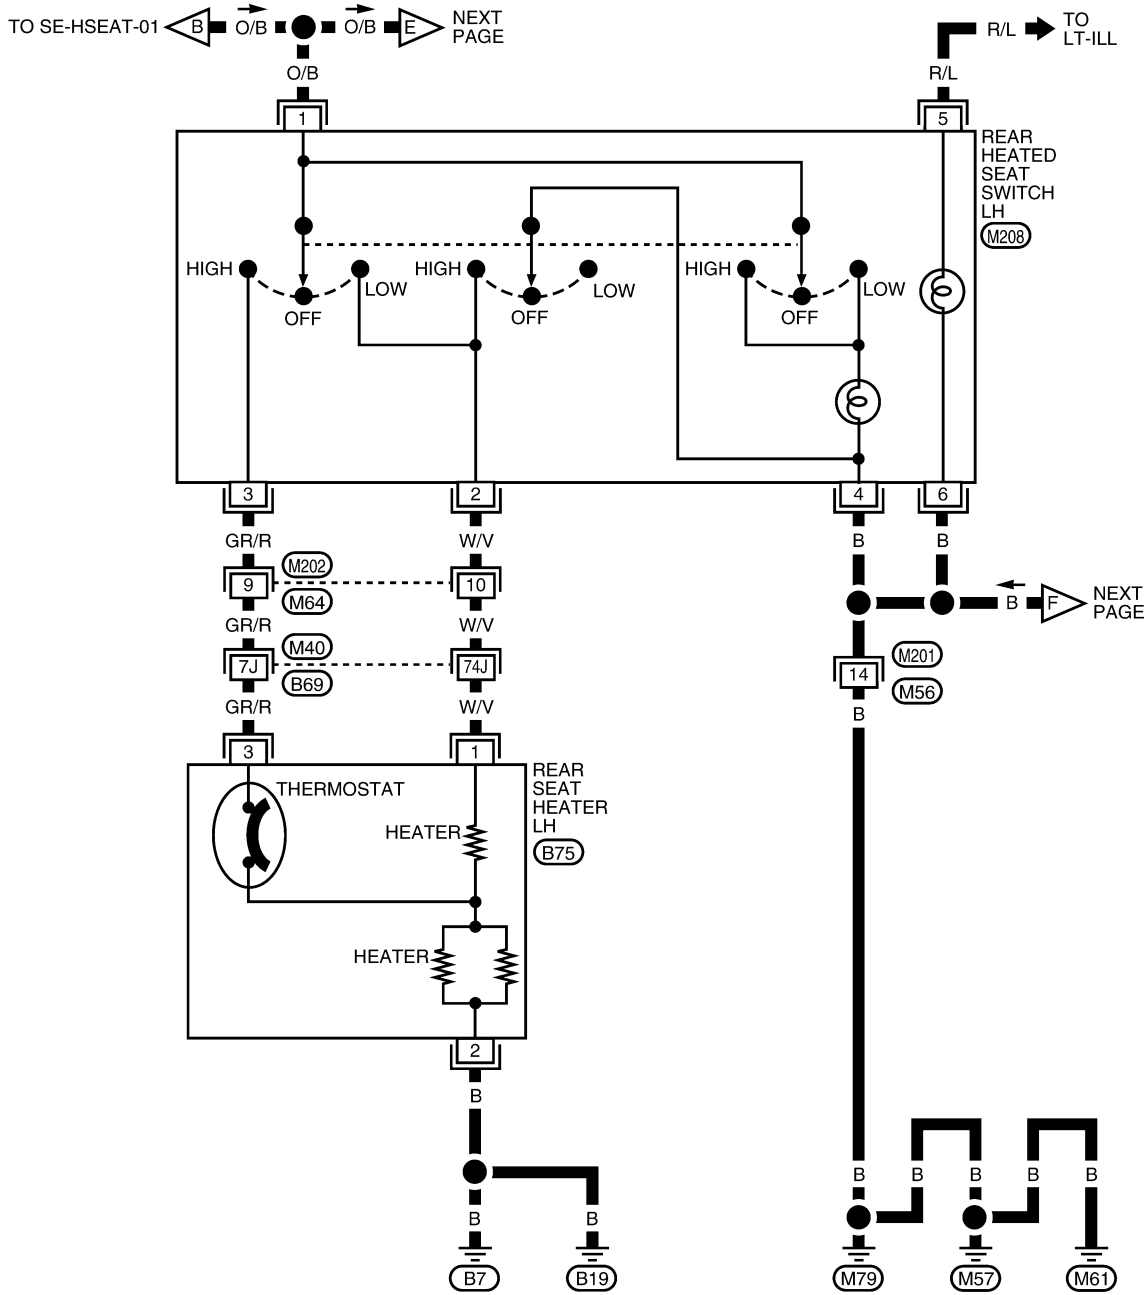 TO SE-HSEAT-01
B
O/B
O/B
E
NEXT
PAGE
R/L
TO
LT-ILL
O/B
R/L
1
5
REAR
HEATED
SEAT
SWITCH
LH
M208
HIGH
LOW
OFF
HIGH
LOW
OFF
HIGH
LOW
OFF
3
2
4
6
GR/R
W/V
B
B
M202
9
10
M64
B
F
NEXT
PAGE
GR/R
W/V
M40
7J
74J
B69
M201
14
M56
GR/R
W/V
B
3
1
THERMOSTAT
HEATER
REAR
SEAT
HEATER
LH
B75
HEATER
2
B
B
B
B
B
B
B
B
B7
B19
M79
M57
M61